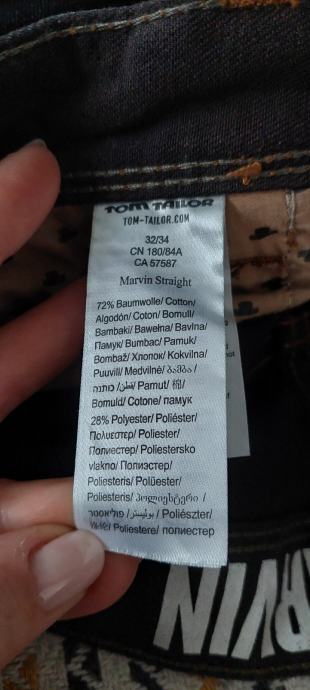 TOM TAILOR
TOM-TAILOR.COM
32/34
CN 180/84A
CA 57587
Marvin Straight
72% Baumwolle/ Cotton/
Algodón/ Coton/ Bomull/
Bambaki/ Bawełna/ Bavlna/
Памук/ Bumbac/ Pamuk/
Bombaž/ Хлопок/ Kokvilna/
Puuvill/ Medvilnė/ ბამბა /
כותנה /قطن/ Pamut/ 棉/
Bomuld/ Cotone/ памук
28% Polyester/ Poliéster/
Πολυεστερ/ Poliester/
Полиестер/ Poliestersko
vlakno/ Полиэстер/
Poliesteris/ Polüester/
Poliesteris/ პოლიესტერი /
פוליאסטר /بوليستر/ Poliészter/
Poliestere/ полиестер
RVIN